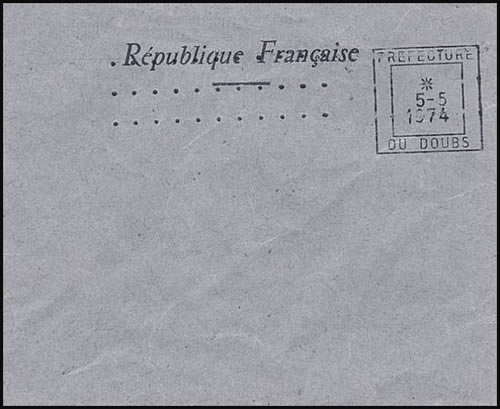 République Française
PREFECTURE
*
5-5
1974
DU DOUBS